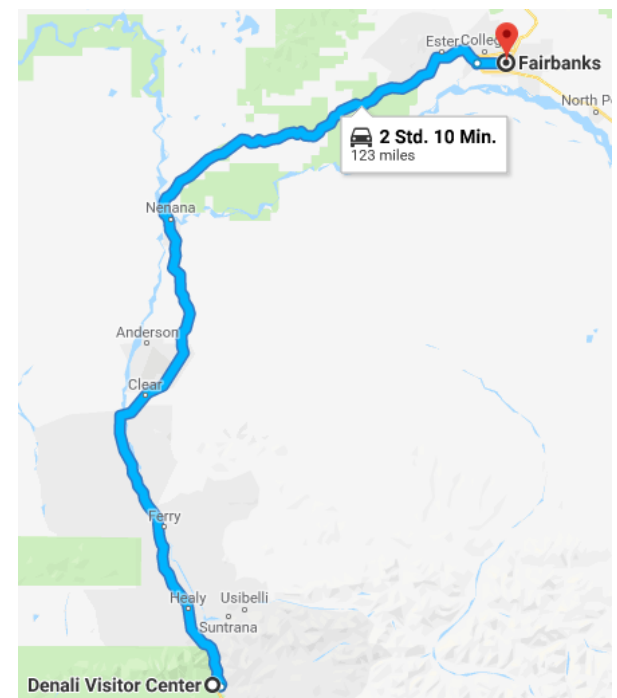 Ester
Colleg
Fairbanks
North P
2 Std. 10 Min.
123 miles
Nenana
Anderson
Clear
Ferry
Healy
Usibelli
Suntrana
Denali Visitor Center